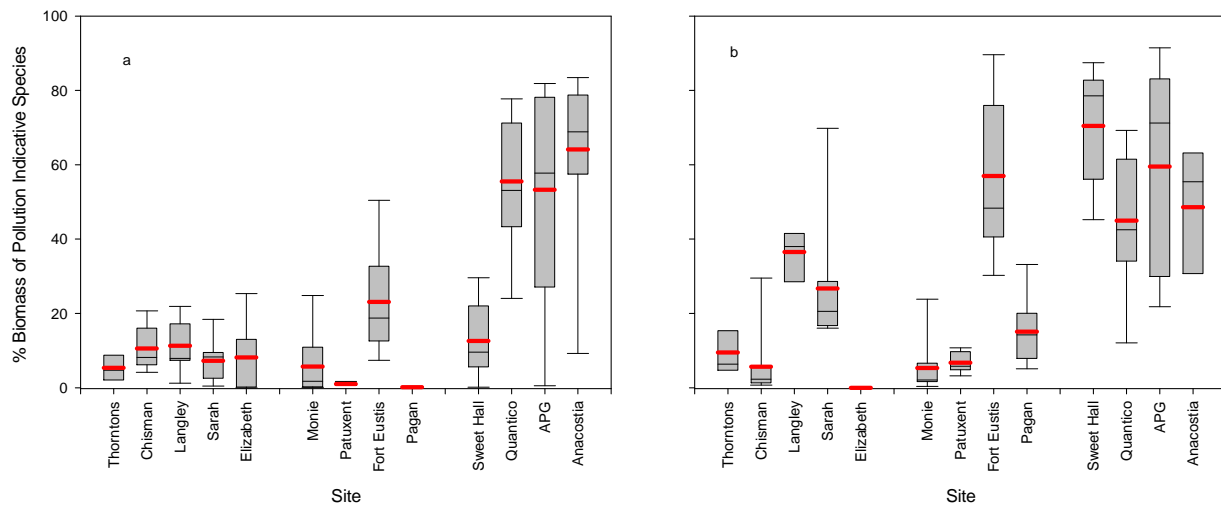 % Biomass of Pollution Indicative Species
100
80
60
40
20
0
a
Thorntons
Chisman
Langley
Sarah
Elizabeth
Monie
Patuxent
Fort Eustis
Pagan
Sweet Hall
Quantico
APG
Anacostia
Site
b
Thorntons
Chisman
Langley
Sarah
Elizabeth
Monie
Patuxent
Fort Eustis
Pagan
Sweet Hall
Quantico
APG
Anacostia
Site